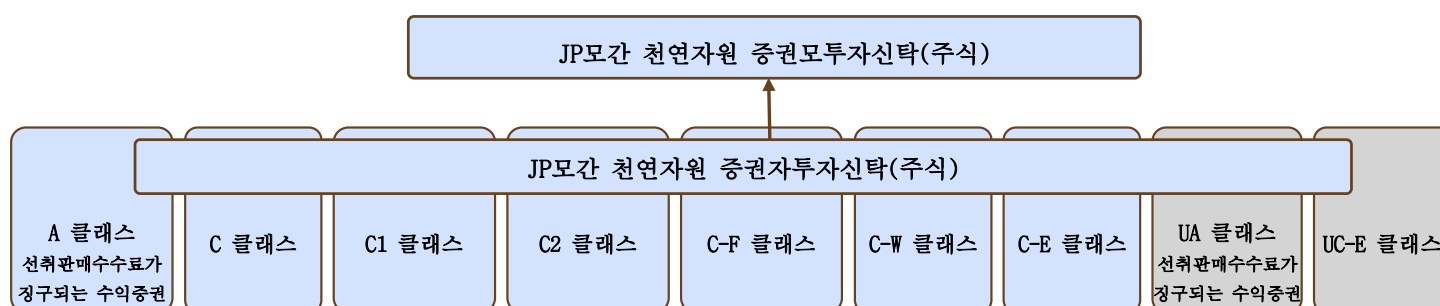 JP모간 천연자원 증권모투자신탁(주식)
JP모간 천연자원 증권자투자신탁(주식)
A 클래스
선취판매수수료가
징구되는 수익증권
C 클래스
C1 클래스
C2 클래스
C-F 클래스
C-W 클래스
C-E 클래스
UA 클래스
선취판매수수료가
징구되는 수익증권
UC-E 클래스